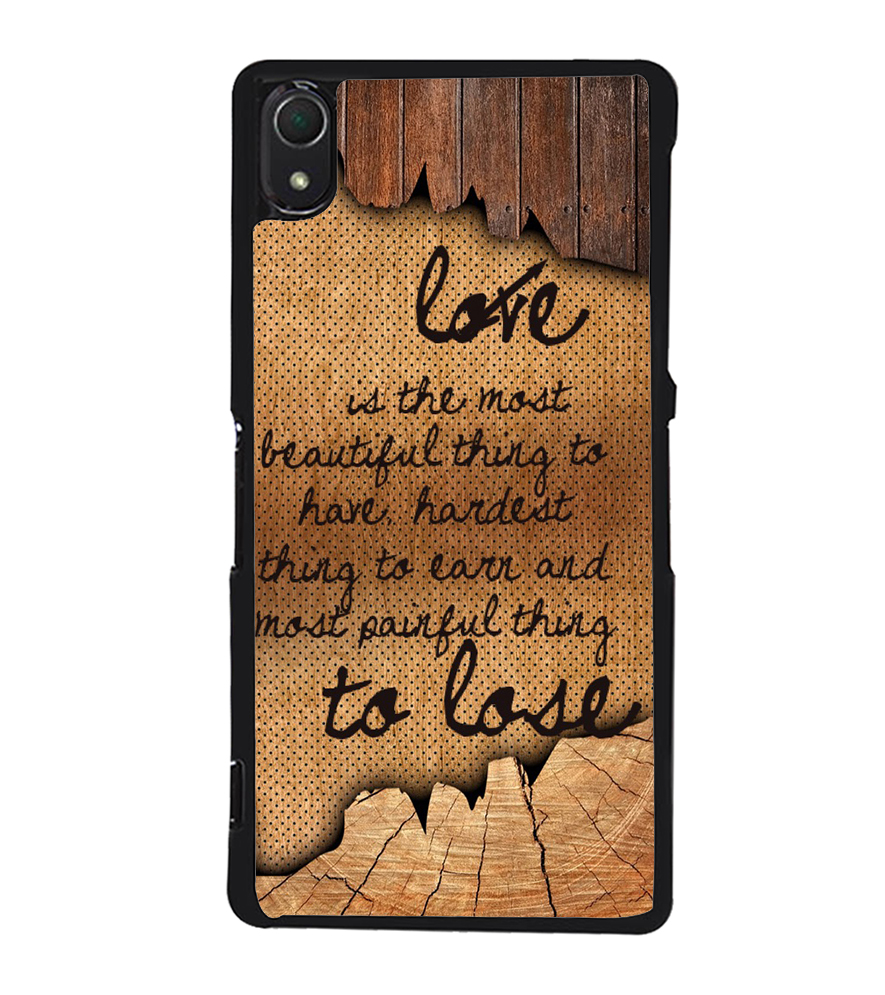 love
is the most
beautiful thing to
have, hardest
thing to earn and
most painful thing
to lose